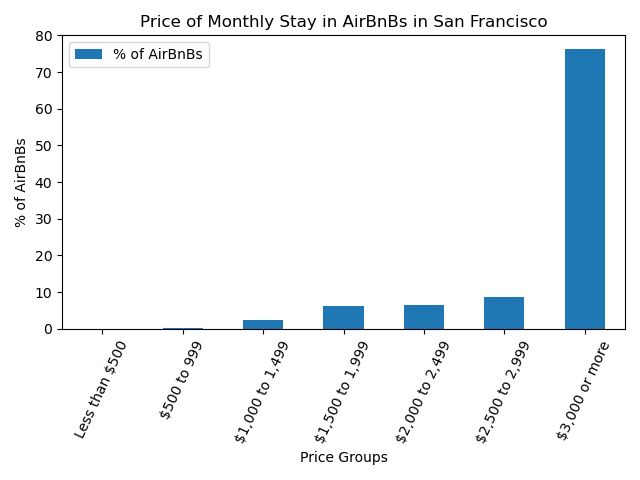 Price of Monthly Stay in AirBnBs in San Francisco
% of AirBnBs
% of AirBnBs
80
70
60
50
40
30
20
10
0
Less than $500
$500 to 999
$1,000 to 1,499
$1,500 to 1,999
$2,000 to 2,499
$2,500 to 2,999
$3,000 or more
Price Groups